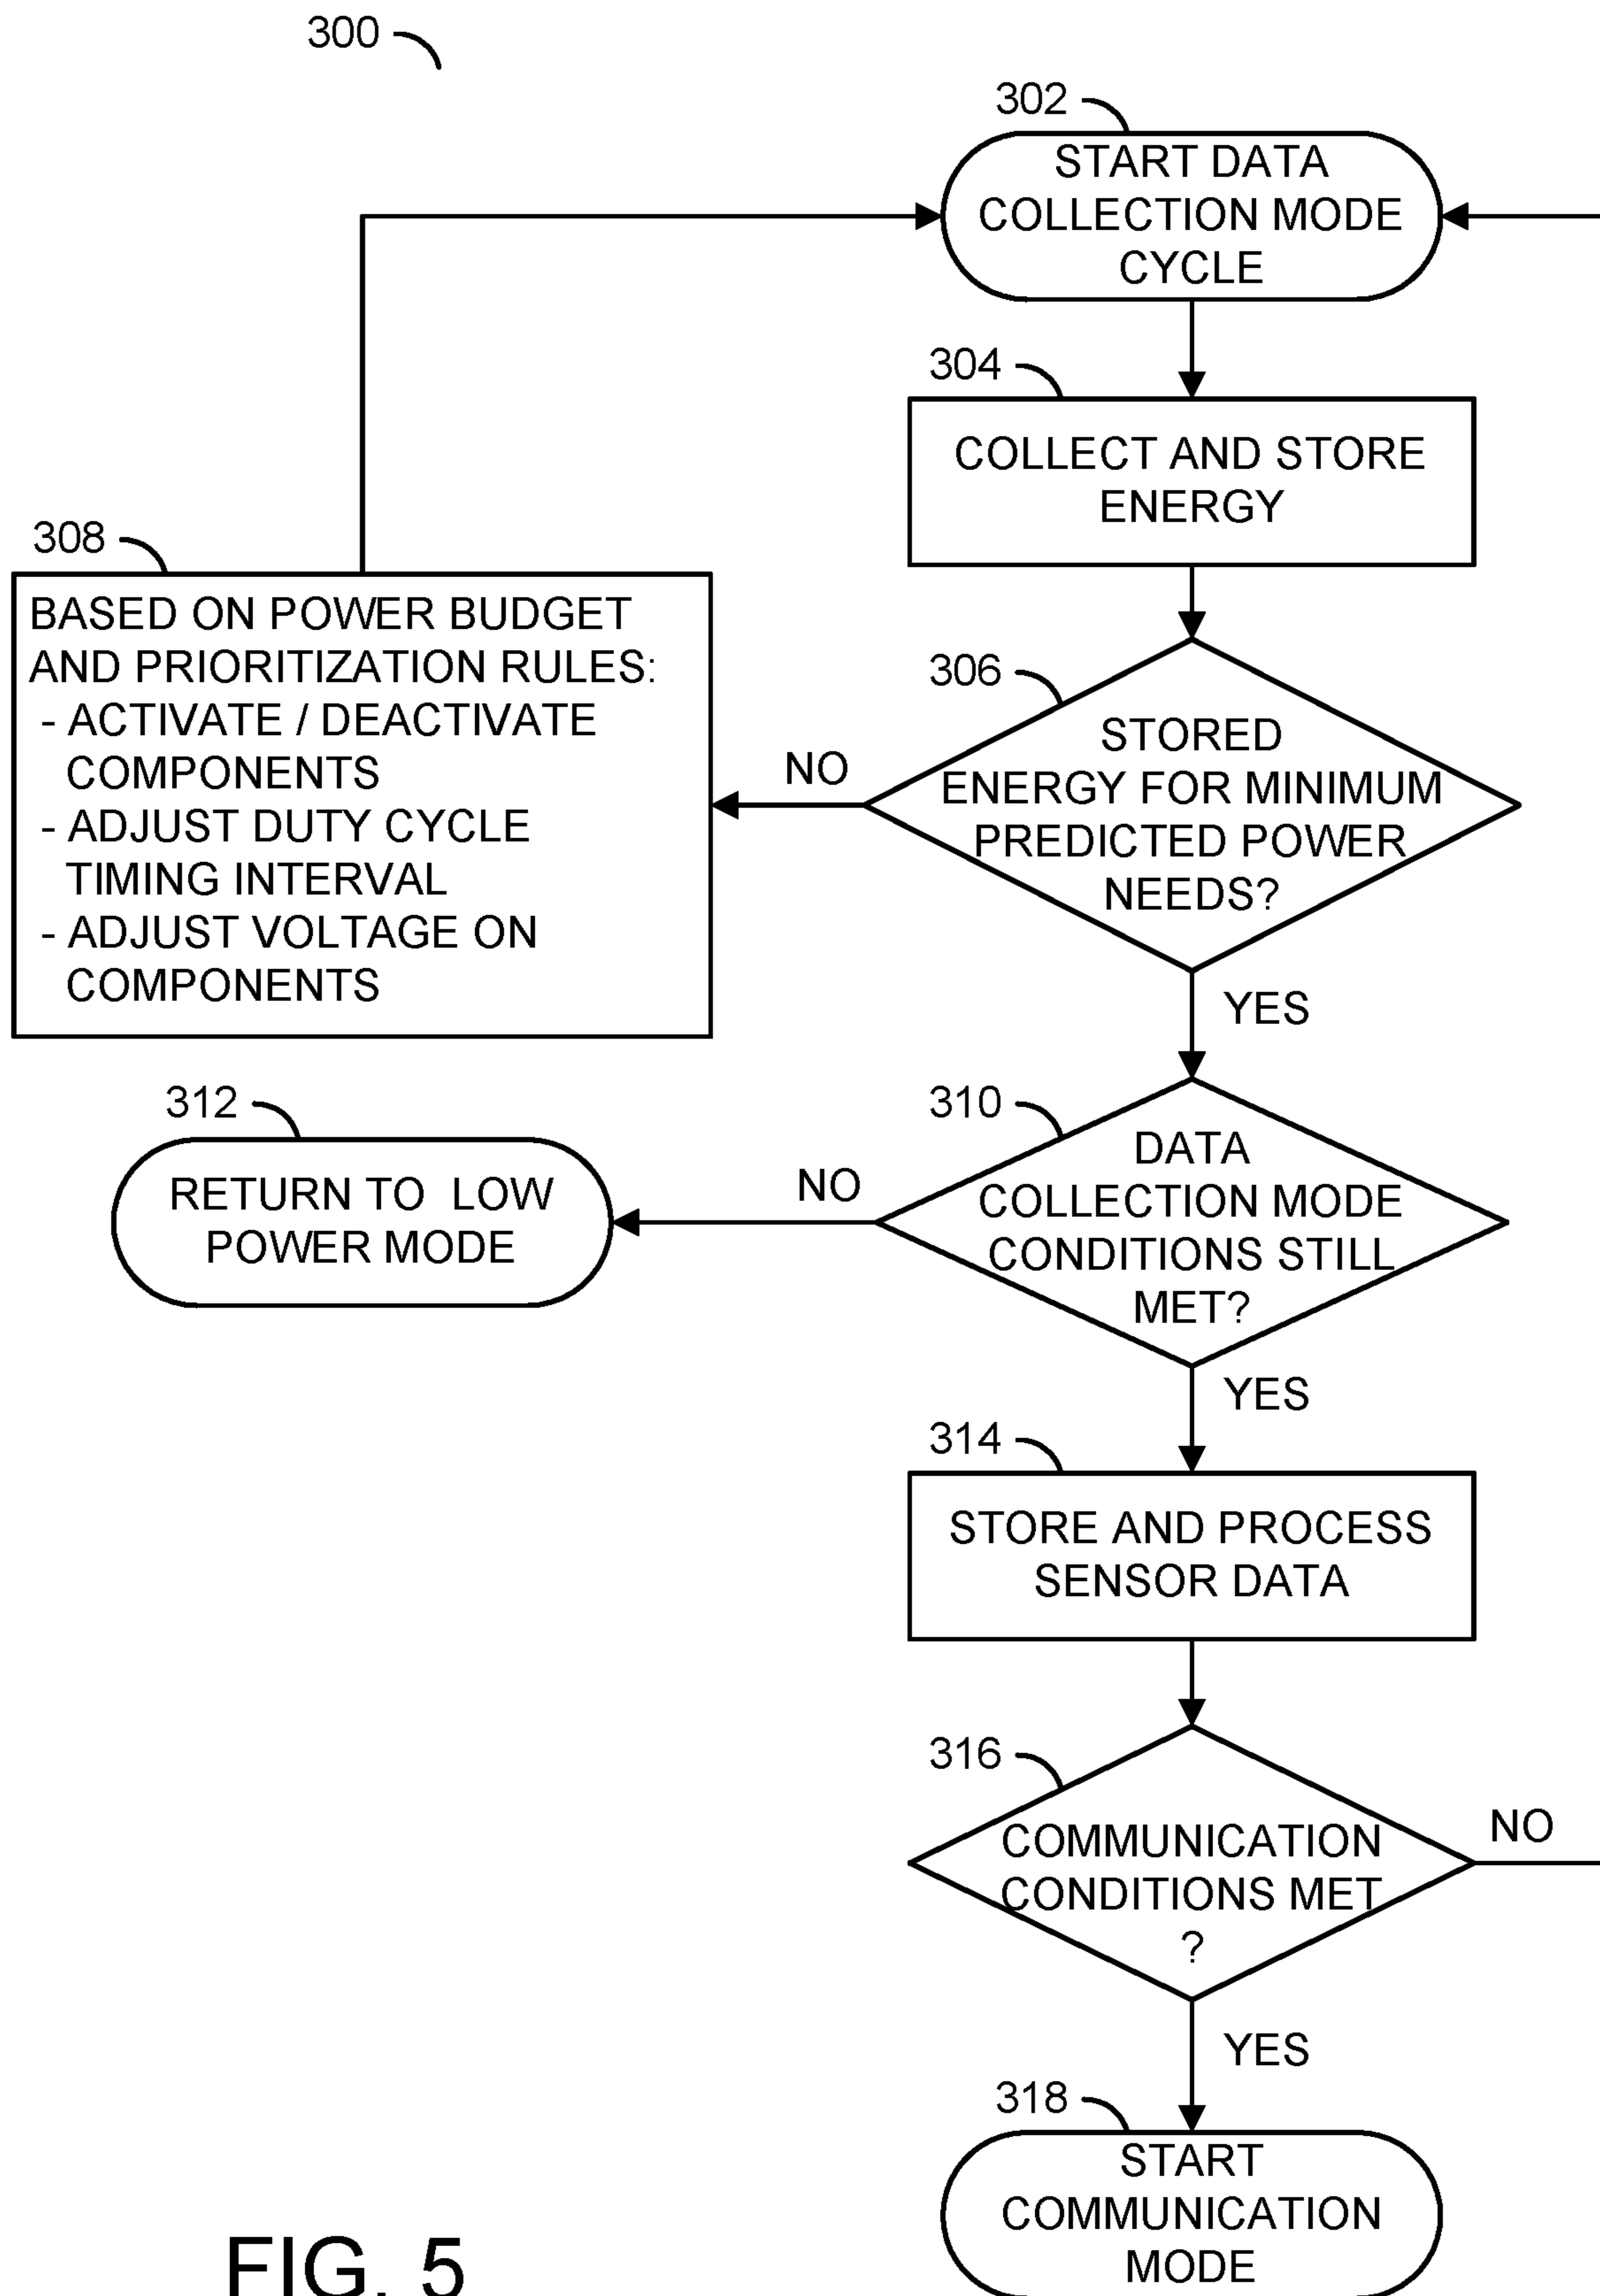 300
302
START DATA
COLLECTION MODE
CYCLE
304
COLLECT AND STORE
ENERGY
308
BASED ON POWER BUDGET
AND PRIORITIZATION RULES:
- ACTIVATE / DEACTIVATE
COMPONENTS
- ADJUST DUTY CYCLE
TIMING INTERVAL
- ADJUST VOLTAGE ON
COMPONENTS
306
STORED
ENERGY FOR MINIMUM
PREDICTED POWER
NEEDS?
NO
YES
312
RETURN TO LOW
POWER MODE
310
DATA
COLLECTION MODE
CONDITIONS STILL
MET?
NO
YES
314
STORE AND PROCESS
SENSOR DATA
316
COMMUNICATION
CONDITIONS MET
?
NO
YES
318
START
COMMUNICATION
MODE
FIG. 5